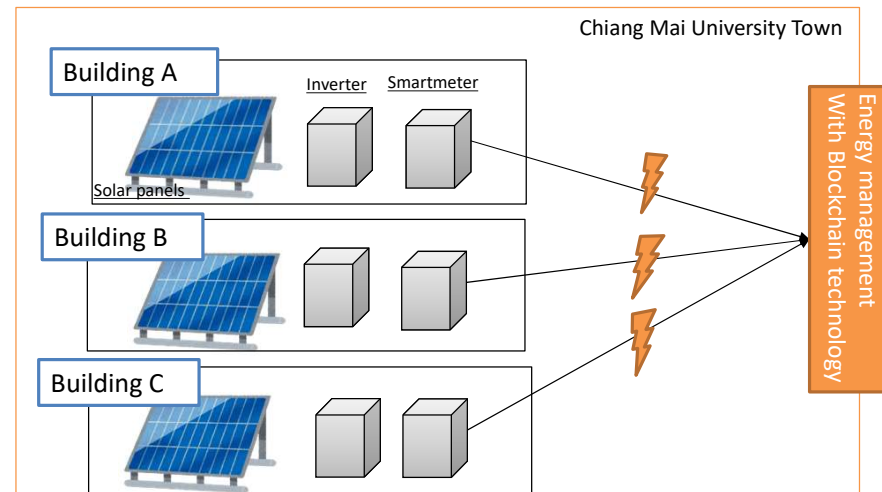 Chiang Mai University Town
Building A
Inverter
Smartmeter
Solar panels
Building B
Building C
Energy management
With Blockchain technology